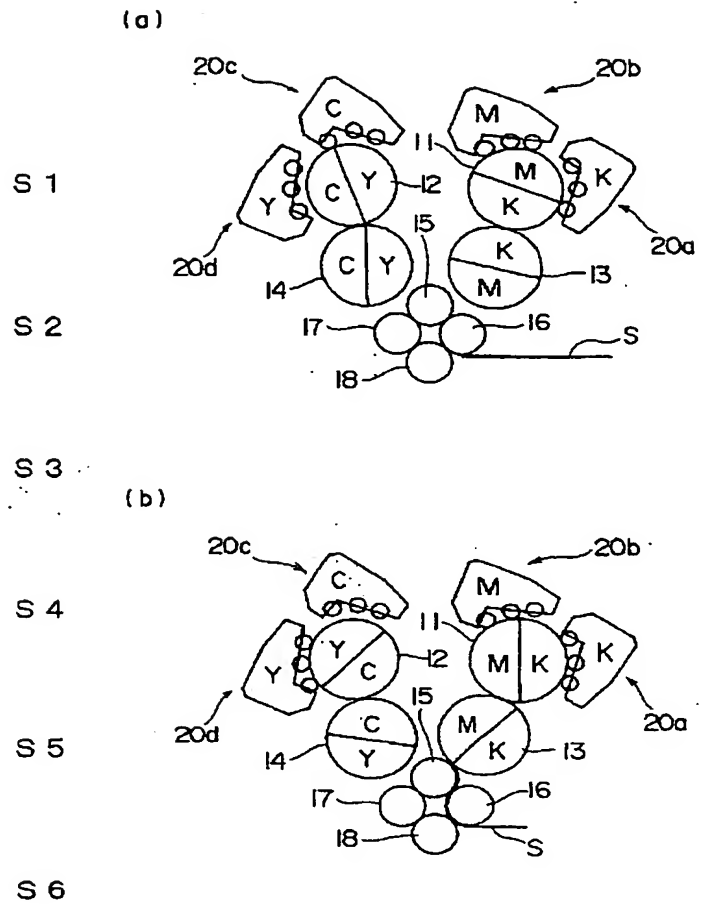 (a)
20c 20b
C M
11
S 1 C Y 12 M K
Y K
20d 15 K 20a
14 C Y M 13
S 2 17 16 S
18
S 3
(b)
20c 20b
C M
S 4 11
Y Y C 12 M K K
15
20d C M 20a
S 5 14 Y K 13
17 16
18 S
S 6